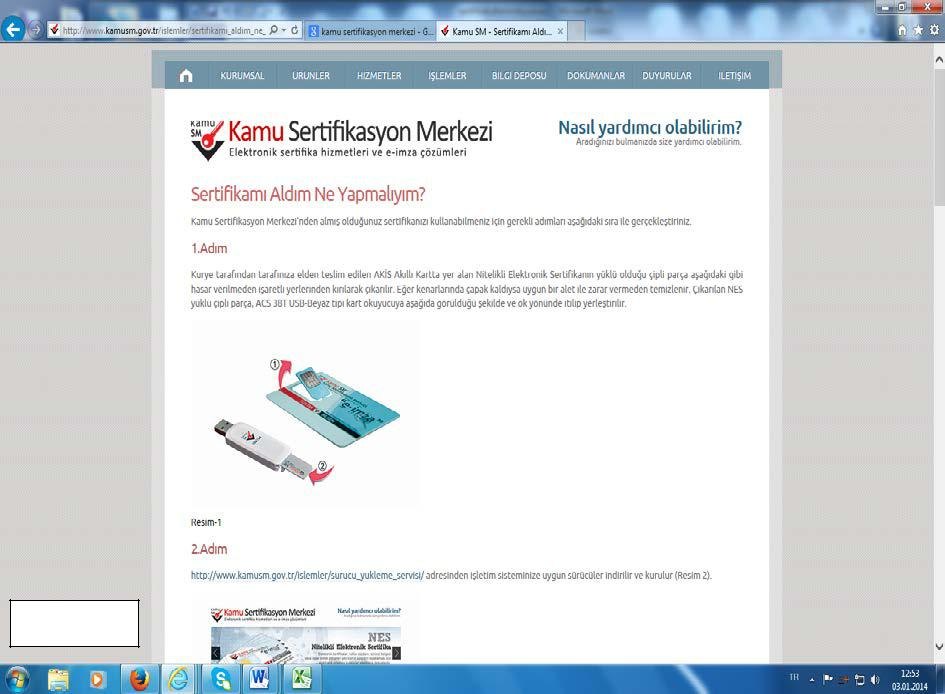 http://www.kamusm.gov.tr/islemler/sertifikami_aldim_ne_
kamu sertifikasyon merkezi - G...
Kamu SM - Sertifikamı Aldı...
KURUMSAL ÜRÜNLER HİZMETLER İŞLEMLER BİLGİ DEPOSU DOKÜMANLAR DUYURULAR İLETİŞİM
kamu SM
Kamu Sertifikasyon Merkezi
Elektronik sertifika hizmetleri ve e-imza çözümleri
Nasıl yardımcı olabilirim?
Aradığınızı bulmanızda size yardımcı olabilirim.
Sertifikamı Aldım Ne Yapmalıyım?
Kamu Sertifikasyon Merkezi'nden almış olduğunuz sertifikanızı kullanabilmeniz için gerekli adımları aşağıdaki sıra ile gerçekleştiriniz.
1.Adım
Kurye tarafından tarafınıza elden teslim edilen AKİS Akıllı Kartta yer alan Nitelikli Elektronik Sertifikanın yüklü olduğu çipli parça aşağıdaki gibi
hasar verilmeden işaretli yerlerinden kırılarak çıkarılır. Eğer kenarlarında çapak kaldıysa uygun bir alet ile zarar vermeden temizlenir. Çıkarılan NES
yüklü çipli parça, ACS 38T USB-Beyaz tipi kart okuyucuya aşağıda görüldüğü şekilde ve ok yönünde itilip yerleştirilir.
1
e-imza
2
Resim-1
2.Adım
http://www.kamusm.gov.tr/islemler/surucu_yukleme_servisi/ adresinden işletim sisteminize uygun sürücüler indirilir ve kurulur (Resim 2).
Kamu Sertifikasyon Merkezi
Elektronik sertifika hizmetleri ve e-imza çözümleri
Nasıl yardımcı olabilirim?
NES
Nitelikli Elektronik Sertifika
TR
12:53
03.01.2014